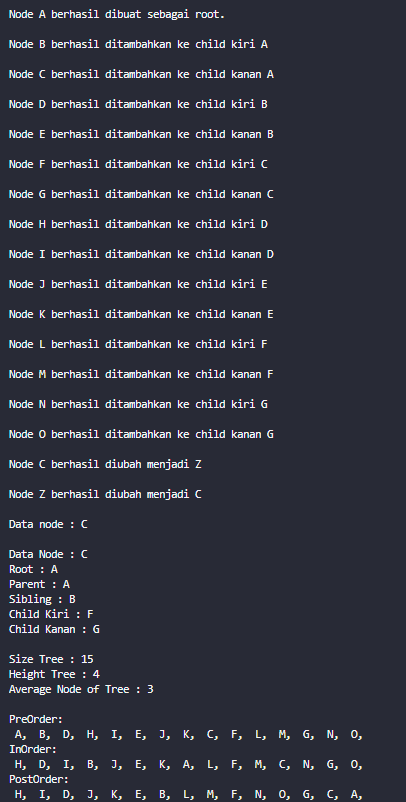 Node A berhasil dibuat sebagai root.
Node B berhasil ditambahkan ke child kiri A
Node C berhasil ditambahkan ke child kanan A
Node D berhasil ditambahkan ke child kiri B
Node E berhasil ditambahkan ke child kanan B
Node F berhasil ditambahkan ke child kiri C
Node G berhasil ditambahkan ke child kanan C
Node H berhasil ditambahkan ke child kiri D
Node I berhasil ditambahkan ke child kanan D
Node J berhasil ditambahkan ke child kiri E
Node K berhasil ditambahkan ke child kanan E
Node L berhasil ditambahkan ke child kiri F
Node M berhasil ditambahkan ke child kanan F
Node N berhasil ditambahkan ke child kiri G
Node O berhasil ditambahkan ke child kanan G
Node C berhasil diubah menjadi Z
Node Z berhasil diubah menjadi C
Data node : C
Data Node : C
Root : A
Parent : A
Sibling : B
Child Kiri : F
Child Kanan : G
Size Tree : 15
Height Tree : 4
Average Node of Tree : 3
PreOrder:
A, B, D, H, I, E, J, K, C, F, L, M, G, N, O,
InOrder:
H, D, I, B, J, E, K, A, L, F, M, C, N, G, O,
PostOrder:
H, I, D, J, K, E, B, L, M, F, N, O, G, C, A,